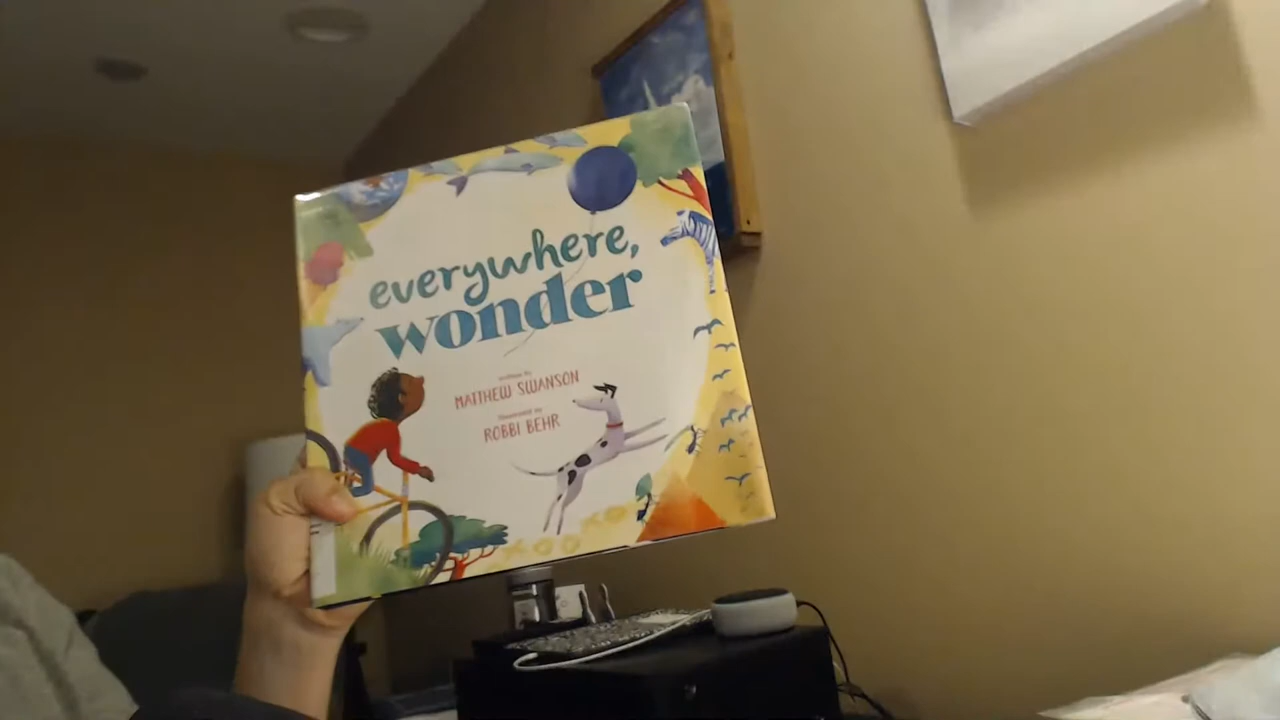 everywhere,
wonder
written by
MATTHEW SWANSON
illustrated by
ROBBI BEHR